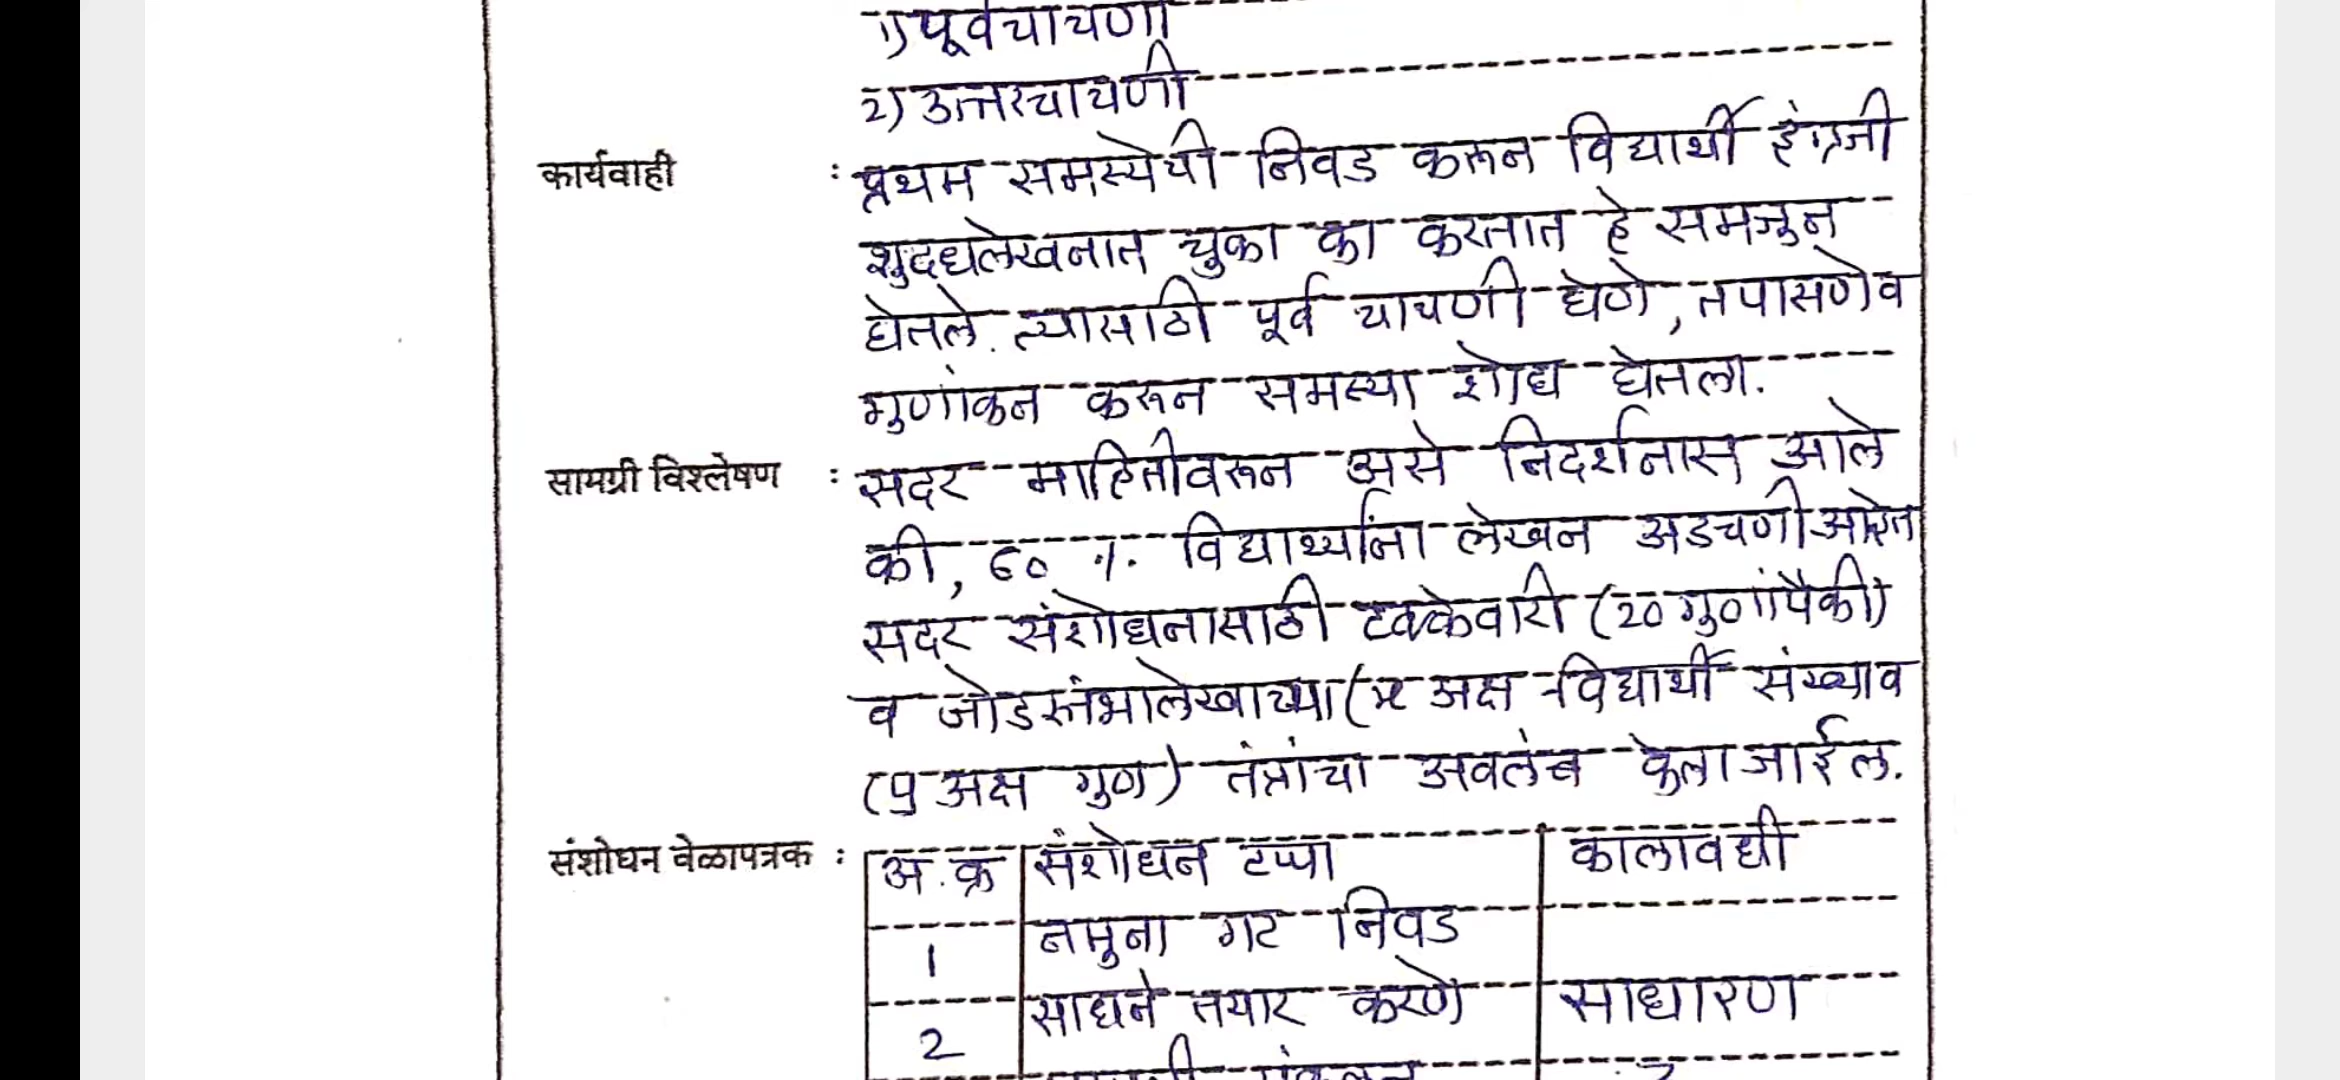 १) पूर्वचाचणी
२) उत्तरचाचणी
कार्यवाही : प्रथम समस्येची निवड करून विद्यार्थी इंग्रजी
शुद्धलेखनात चुका का करतात हे समजून
घेतले. त्यासाठी पूर्व चाचणी घेणे, तपासणे व
गुणांकन करून समस्या शोध घेतला.
सामग्री विश्लेषण : सदर माहितीवरून असे निदर्शनास आले
की, ६० %. विद्यार्थ्यांना लेखन अडचणी आहेत
सदर संशोधनासाठी टक्केवारी (२० गुणांपैकी)
व जोडस्तंभालेखाच्या (x अक्ष - विद्यार्थी संख्या व
(y अक्ष गुण) तंत्रांचा अवलंब केला जाईल.
संशोधन वेळापत्रक : अ.क्र संशोधन टप्पा कालावधी
1 नमुना गट निवड
2 साधने तयार करणे साधारण